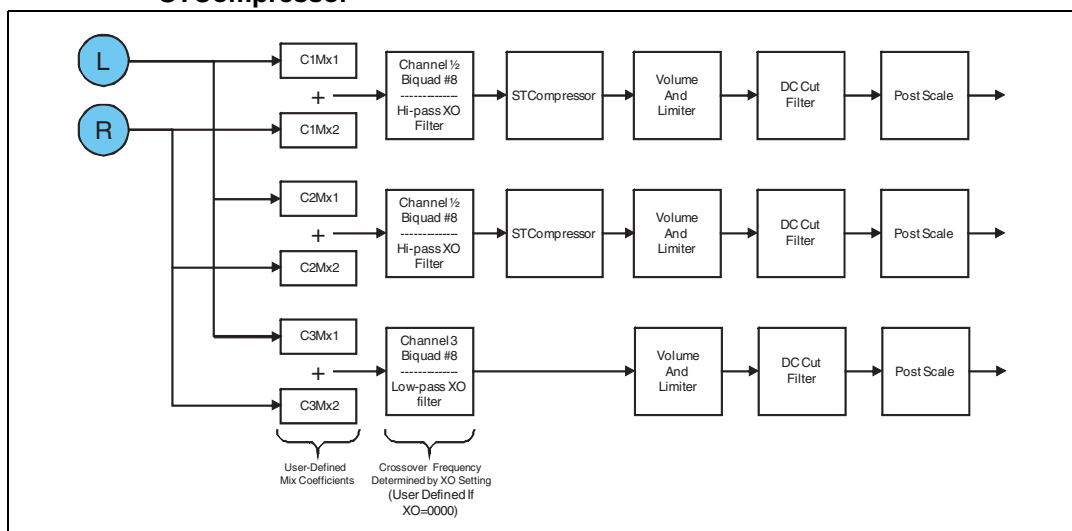 STCompressor
L
R
C1Mx1
+
C1Mx2
Channel ½
Biquad #8
--------------
Hi-pass XO
Filter
STCompressor
Volume
And
Limiter
DC Cut
Filter
Post Scale
C2Mx1
+
C2Mx2
Channel ½
Biquad #8
--------------
Hi-pass XO
Filter
STCompressor
Volume
And
Limiter
DC Cut
Filter
Post Scale
C3Mx1
+
C3Mx2
Channel 3
Biquad #8
--------------
Low-pass XO
filter
Volume
And
Limiter
DC Cut
Filter
Post Scale
User-Defined
Mix Coefficients
Crossover Frequency
Determined by XO Setting
(User Defined If
XO=0000)